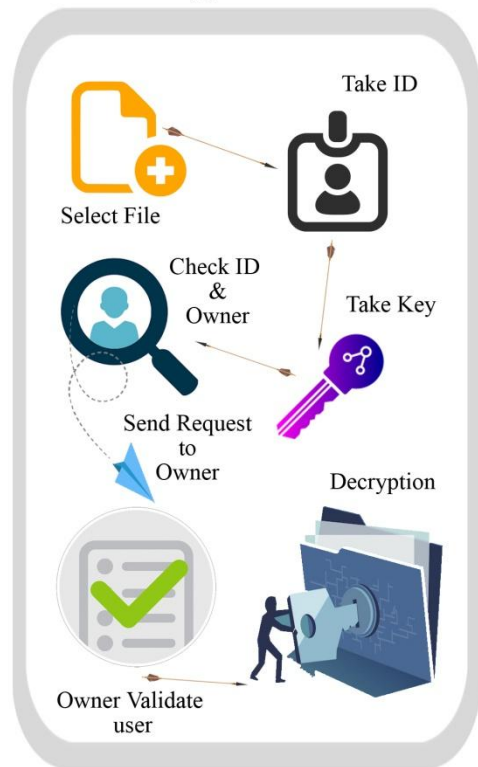 Take ID
Select File
Check ID
&
Owner
Take Key
Send Request
to
Owner
Decryption
Owner Validate
user